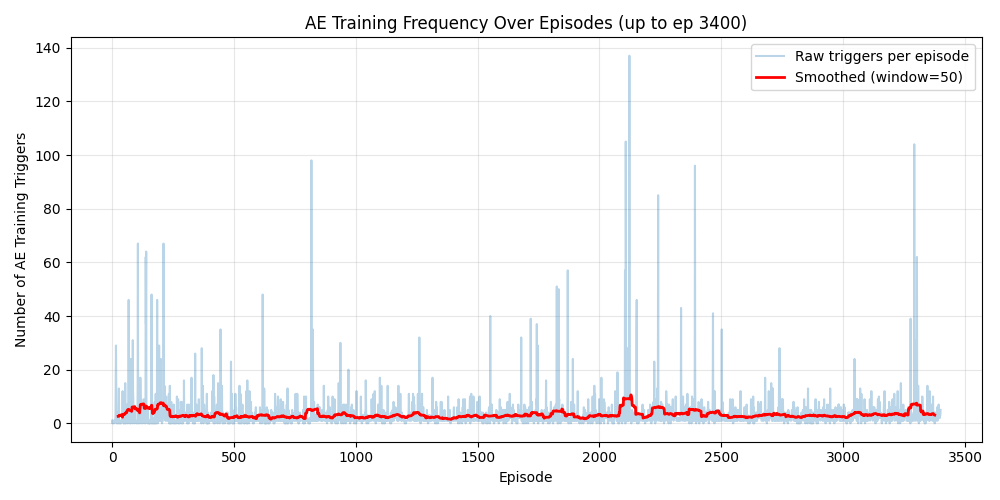 AE Training Frequency Over Episodes (up to ep 3400)
Raw triggers per episode
Smoothed (window=50)
Number of AE Training Triggers
140
120
100
80
60
40
20
0
0 500 1000 1500 2000 2500 3000 3500
Episode